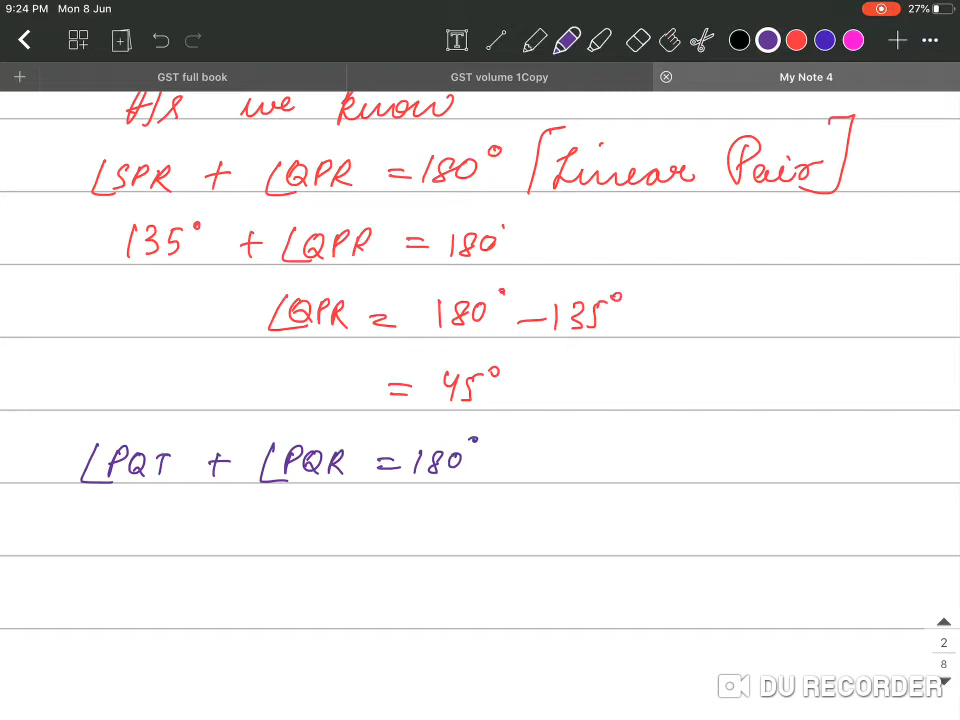 9:24 PM Mon 8 Jun 27%
GST full book GST volume 1Copy My Note 4
we know
∠SPR + ∠QPR = 180° [Linear Pair]
135° + ∠QPR = 180°
∠QPR = 180° - 135°
= 45°
∠PQT + ∠PQR = 180°
2
8
DU RECORDER